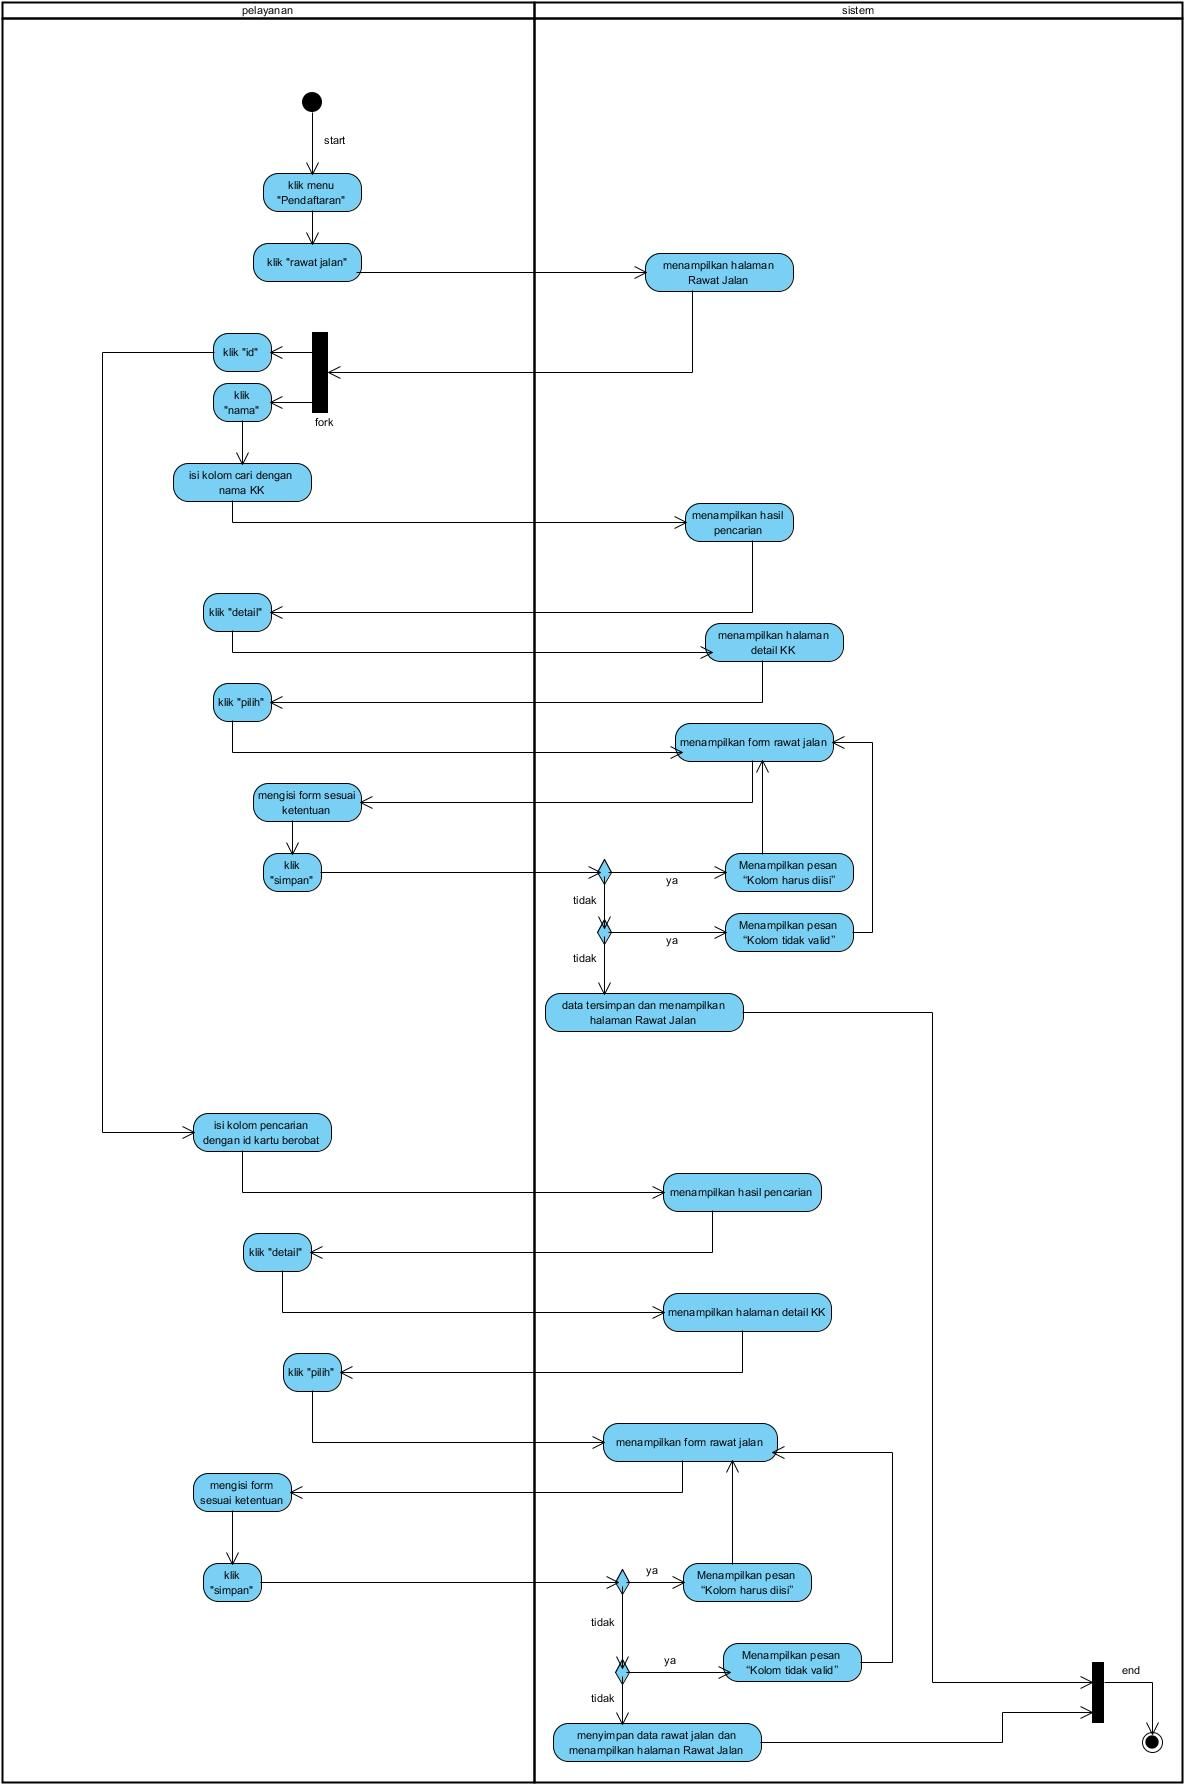 pelayanan
sistem
start
klik menu
"Pendaftaran"
klik "rawat jalan"
menampilkan halaman
Rawat Jalan
klik "id"
klik
"nama"
fork
isi kolom cari dengan
nama KK
menampilkan hasil
pencarian
klik "detail"
menampilkan halaman
detail KK
klik "pilih"
menampilkan form rawat jalan
mengisi form sesuai
ketentuan
klik
"simpan"
ya
Menampilkan pesan
“Kolom harus diisi”
tidak
ya
Menampilkan pesan
“Kolom tidak valid”
tidak
data tersimpan dan menampilkan
halaman Rawat Jalan
isi kolom pencarian
dengan id kartu berobat
menampilkan hasil pencarian
klik "detail"
menampilkan halaman detail KK
klik "pilih"
menampilkan form rawat jalan
mengisi form
sesuai ketentuan
klik
"simpan"
ya
Menampilkan pesan
“Kolom harus diisi”
tidak
ya
Menampilkan pesan
“Kolom tidak valid”
tidak
end
menyimpan data rawat jalan dan
menampilkan halaman Rawat Jalan